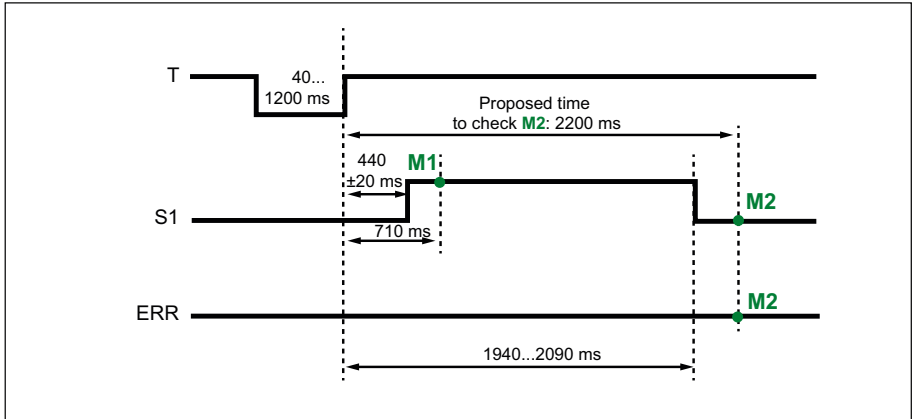 T
40...
1200 ms
Proposed time
to check M2: 2200 ms
440
±20 ms
M1
S1
710 ms
M2
ERR
M2
1940...2090 ms